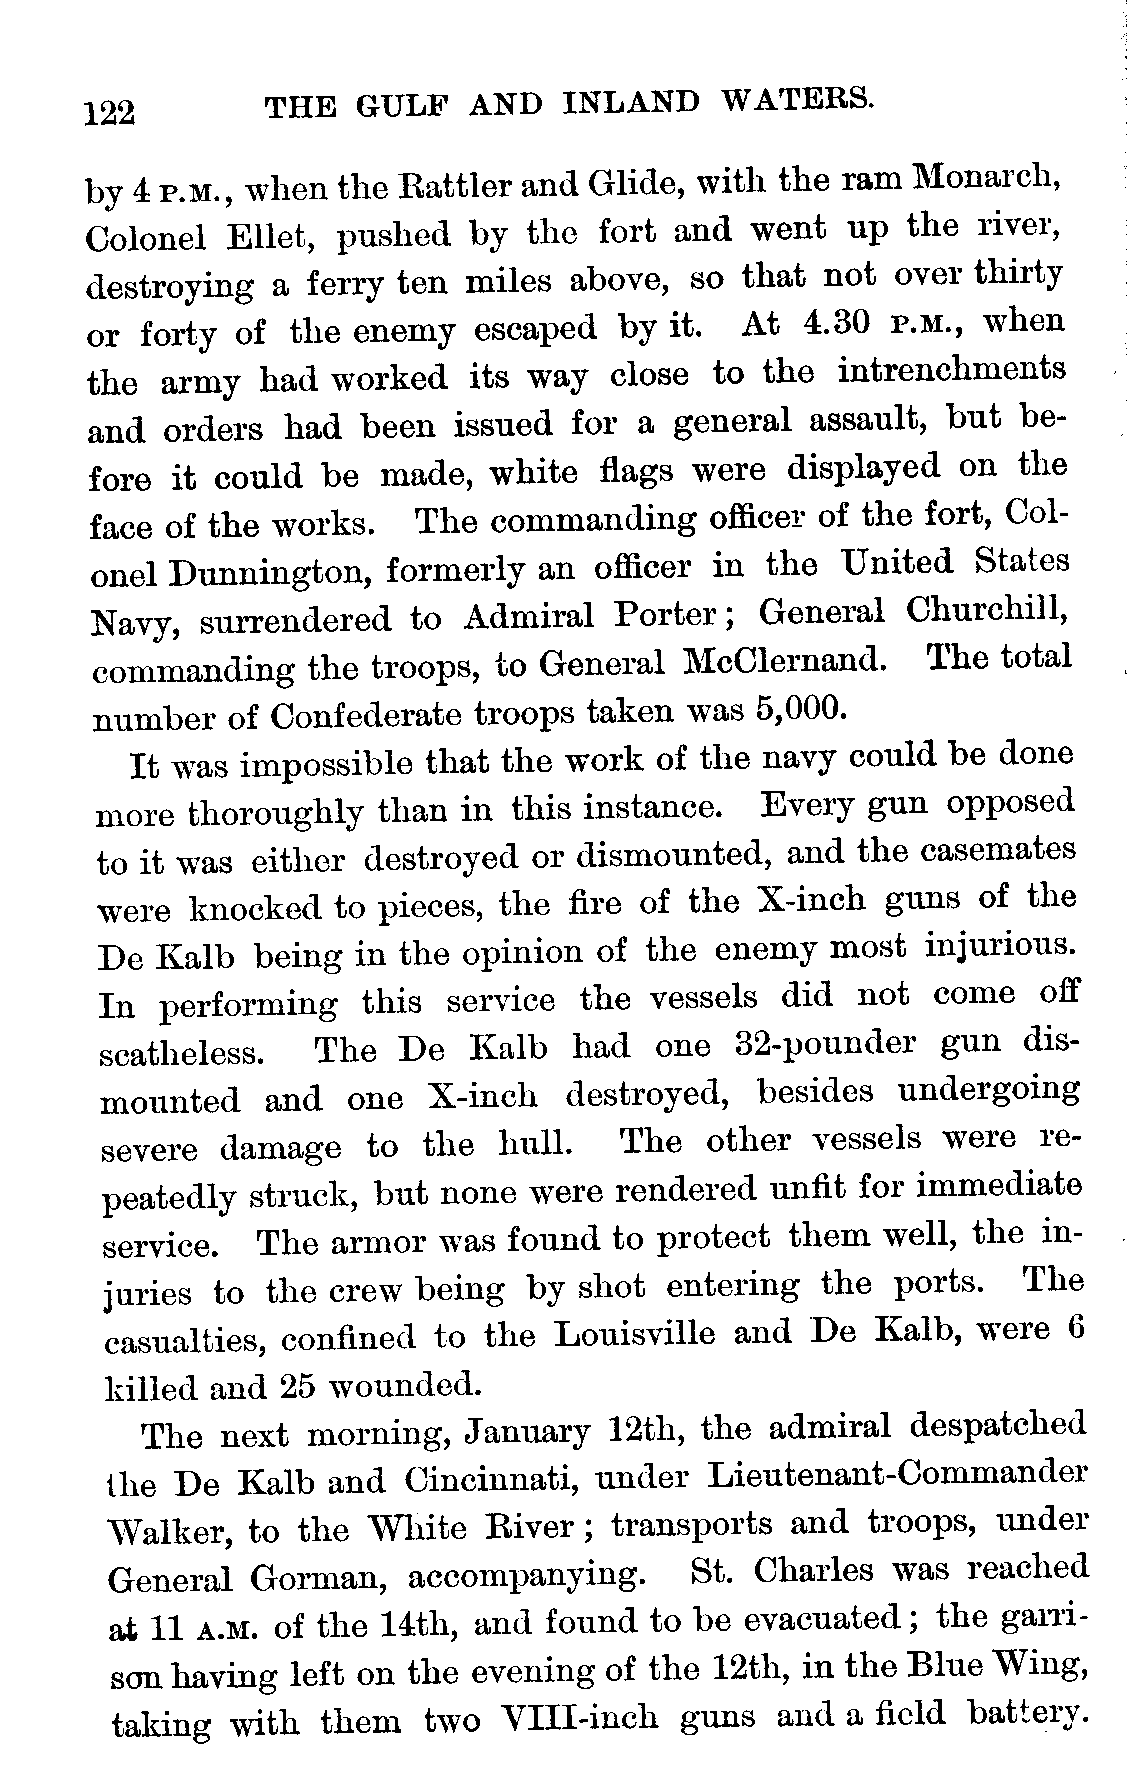 122 THE GULF AND INLAND WATERS.
by 4 P.M., when the Rattler and Glide, with the ram Monarch,
Colonel Ellet, pushed by the fort and went up the river,
destroying a ferry ten miles above, so that not over thirty
or forty of the enemy escaped by it. At 4.30 P.M., when
the army had worked its way close to the intrenchments
and orders had been issued for a general assault, but be-
fore it could be made, white flags were displayed on the
face of the works. The commanding officer of the fort, Col-
onel Dunnington, formerly an officer in the United States
Navy, surrendered to Admiral Porter; General Churchill,
commanding the troops, to General McClernand. The total
number of Confederate troops taken was 5,000.
It was impossible that the work of the navy could be done
more thoroughly than in this instance. Every gun opposed
to it was either destroyed or dismounted, and the casemates
were knocked to pieces, the fire of the X-inch guns of the
De Kalb being in the opinion of the enemy most injurious.
In performing this service the vessels did not come off
scatheless. The De Kalb had one 32-pounder gun dis-
mounted and one X-inch destroyed, besides undergoing
severe damage to the hull. The other vessels were re-
peatedly struck, but none were rendered unfit for immediate
service. The armor was found to protect them well, the in-
juries to the crew being by shot entering the ports. The
casualties, confined to the Louisville and De Kalb, were 6
killed and 25 wounded.
The next morning, January 12th, the admiral despatched
the De Kalb and Cincinnati, under Lieutenant-Commander
Walker, to the White River; transports and troops, under
General Gorman, accompanying. St. Charles was reached
at 11 A.M. of the 14th, and found to be evacuated; the garri-
son having left on the evening of the 12th, in the Blue Wing,
taking with them two VIII-inch guns and a field battery.